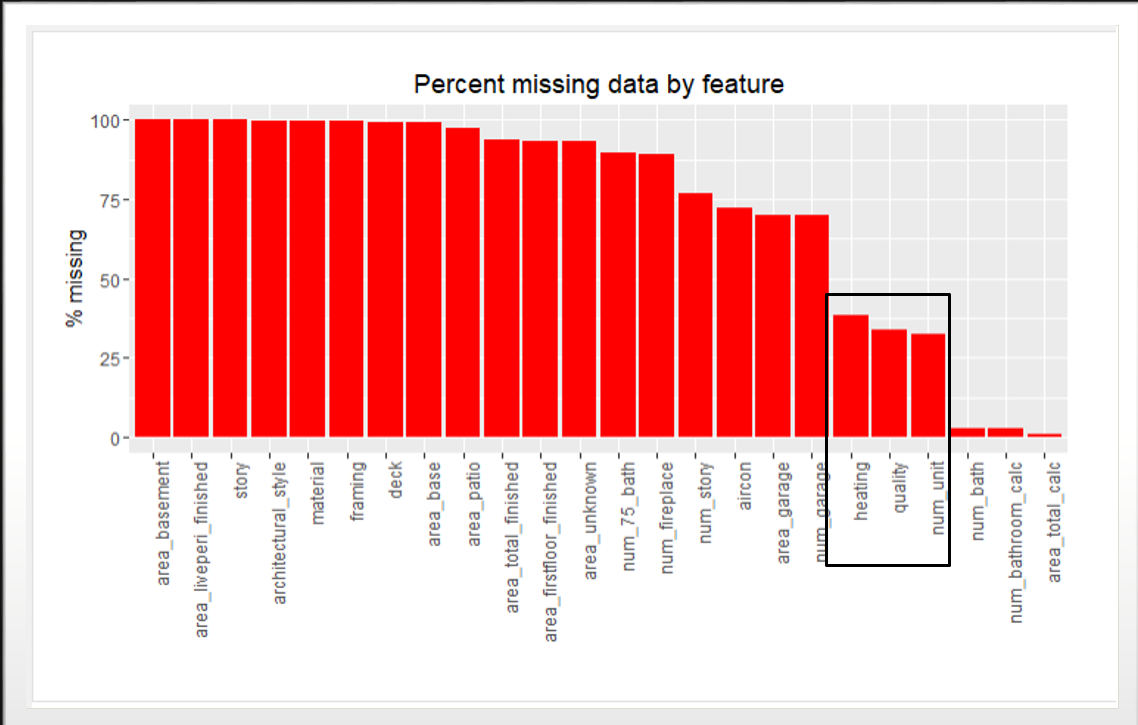 Percent missing data by feature
% missing
100
75
50
25
0
area_basement
area_liveperi_finished
story
architectural_style
material
framing
deck
area_base
area_patio
area_total_finished
area_firstfloor_finished
area_unknown
num_75_bath
num_fireplace
num_story
aircon
area_garage
num_garage
heating
quality
num_unit
num_bath
num_bathroom_calc
area_total_calc